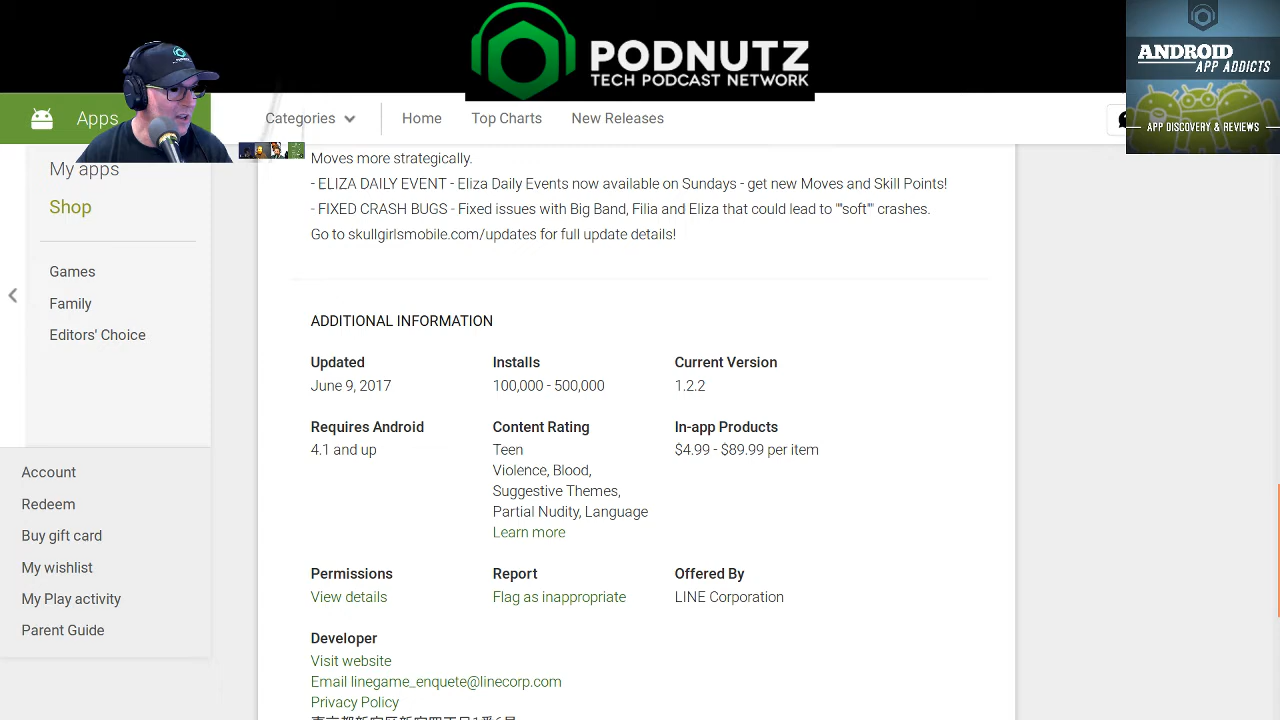 PODNUTZ
TECH PODCAST NETWORK
ANDROID
APP ADDICTS
APP DISCOVERY & REVIEWS
Apps
Categories
Home
Top Charts
New Releases
My apps
Shop
Games
Family
Editors' Choice
Account
Redeem
Buy gift card
My wishlist
My Play activity
Parent Guide
Moves more strategically.
- ELIZA DAILY EVENT - Eliza Daily Events now available on Sundays - get new Moves and Skill Points!
- FIXED CRASH BUGS - Fixed issues with Big Band, Filia and Eliza that could lead to ""soft"" crashes.
Go to skullgirlsmobile.com/updates for full update details!
ADDITIONAL INFORMATION
Updated
June 9, 2017
Installs
100,000 - 500,000
Current Version
1.2.2
Requires Android
4.1 and up
Content Rating
Teen
Violence, Blood,
Suggestive Themes,
Partial Nudity, Language
Learn more
In-app Products
$4.99 - $89.99 per item
Permissions
View details
Report
Flag as inappropriate
Offered By
LINE Corporation
Developer
Visit website
Email linegame_enquete@linecorp.com
Privacy Policy